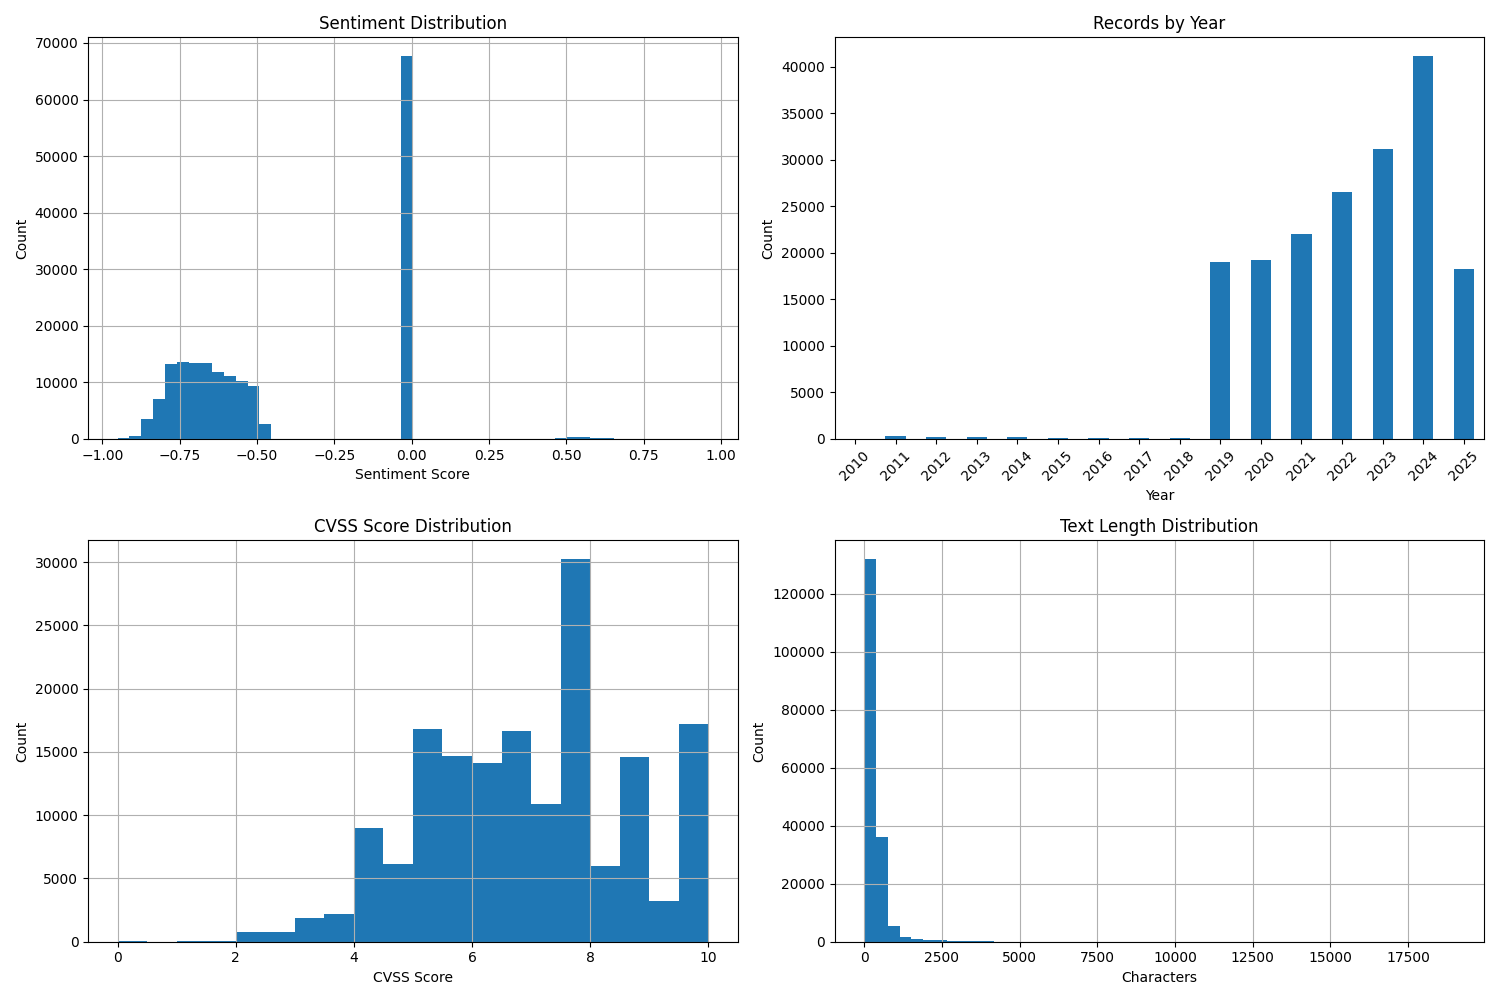 Sentiment Distribution
70000
60000
50000
40000
30000
20000
10000
0
Count
−1.00 −0.75 −0.50 −0.25 0.00 0.25 0.50 0.75 1.00
Sentiment Score
Records by Year
40000
35000
30000
25000
20000
15000
10000
5000
0
Count
2010 2011 2012 2013 2014 2015 2016 2017 2018 2019 2020 2021 2022 2023 2024 2025
Year
CVSS Score Distribution
30000
25000
20000
15000
10000
5000
0
Count
0 2 4 6 8 10
CVSS Score
Text Length Distribution
120000
100000
80000
60000
40000
20000
0
Count
0 2500 5000 7500 10000 12500 15000 17500
Characters